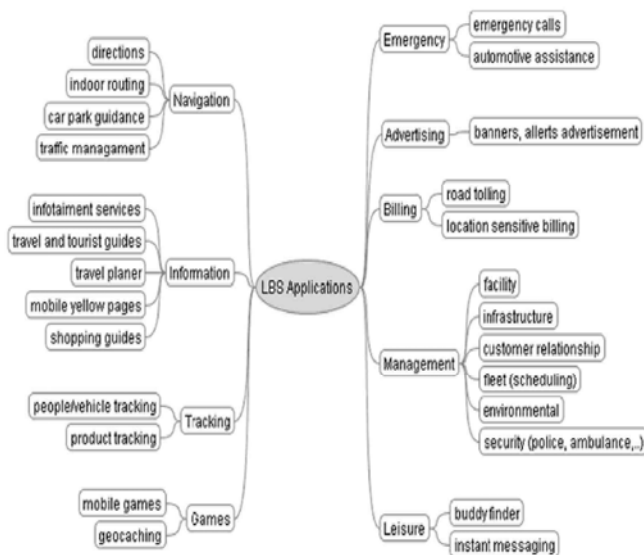 directions
indoor routing
car park guidance
traffic managament
Navigation
infotaiment services
travel and tourist guides
travel planer
mobile yellow pages
shopping guides
Information
people/vehicle tracking
product tracking
Tracking
mobile games
geocaching
Games
LBS Applications
Emergency
emergency calls
automotive assistance
Advertising
banners, allerts advertisement
Billing
road tolling
location sensitive billing
Management
facility
infrastructure
customer relationship
fleet (scheduling)
environmental
security (police, ambulance,..)
Leisure
buddyfinder
instant messaging